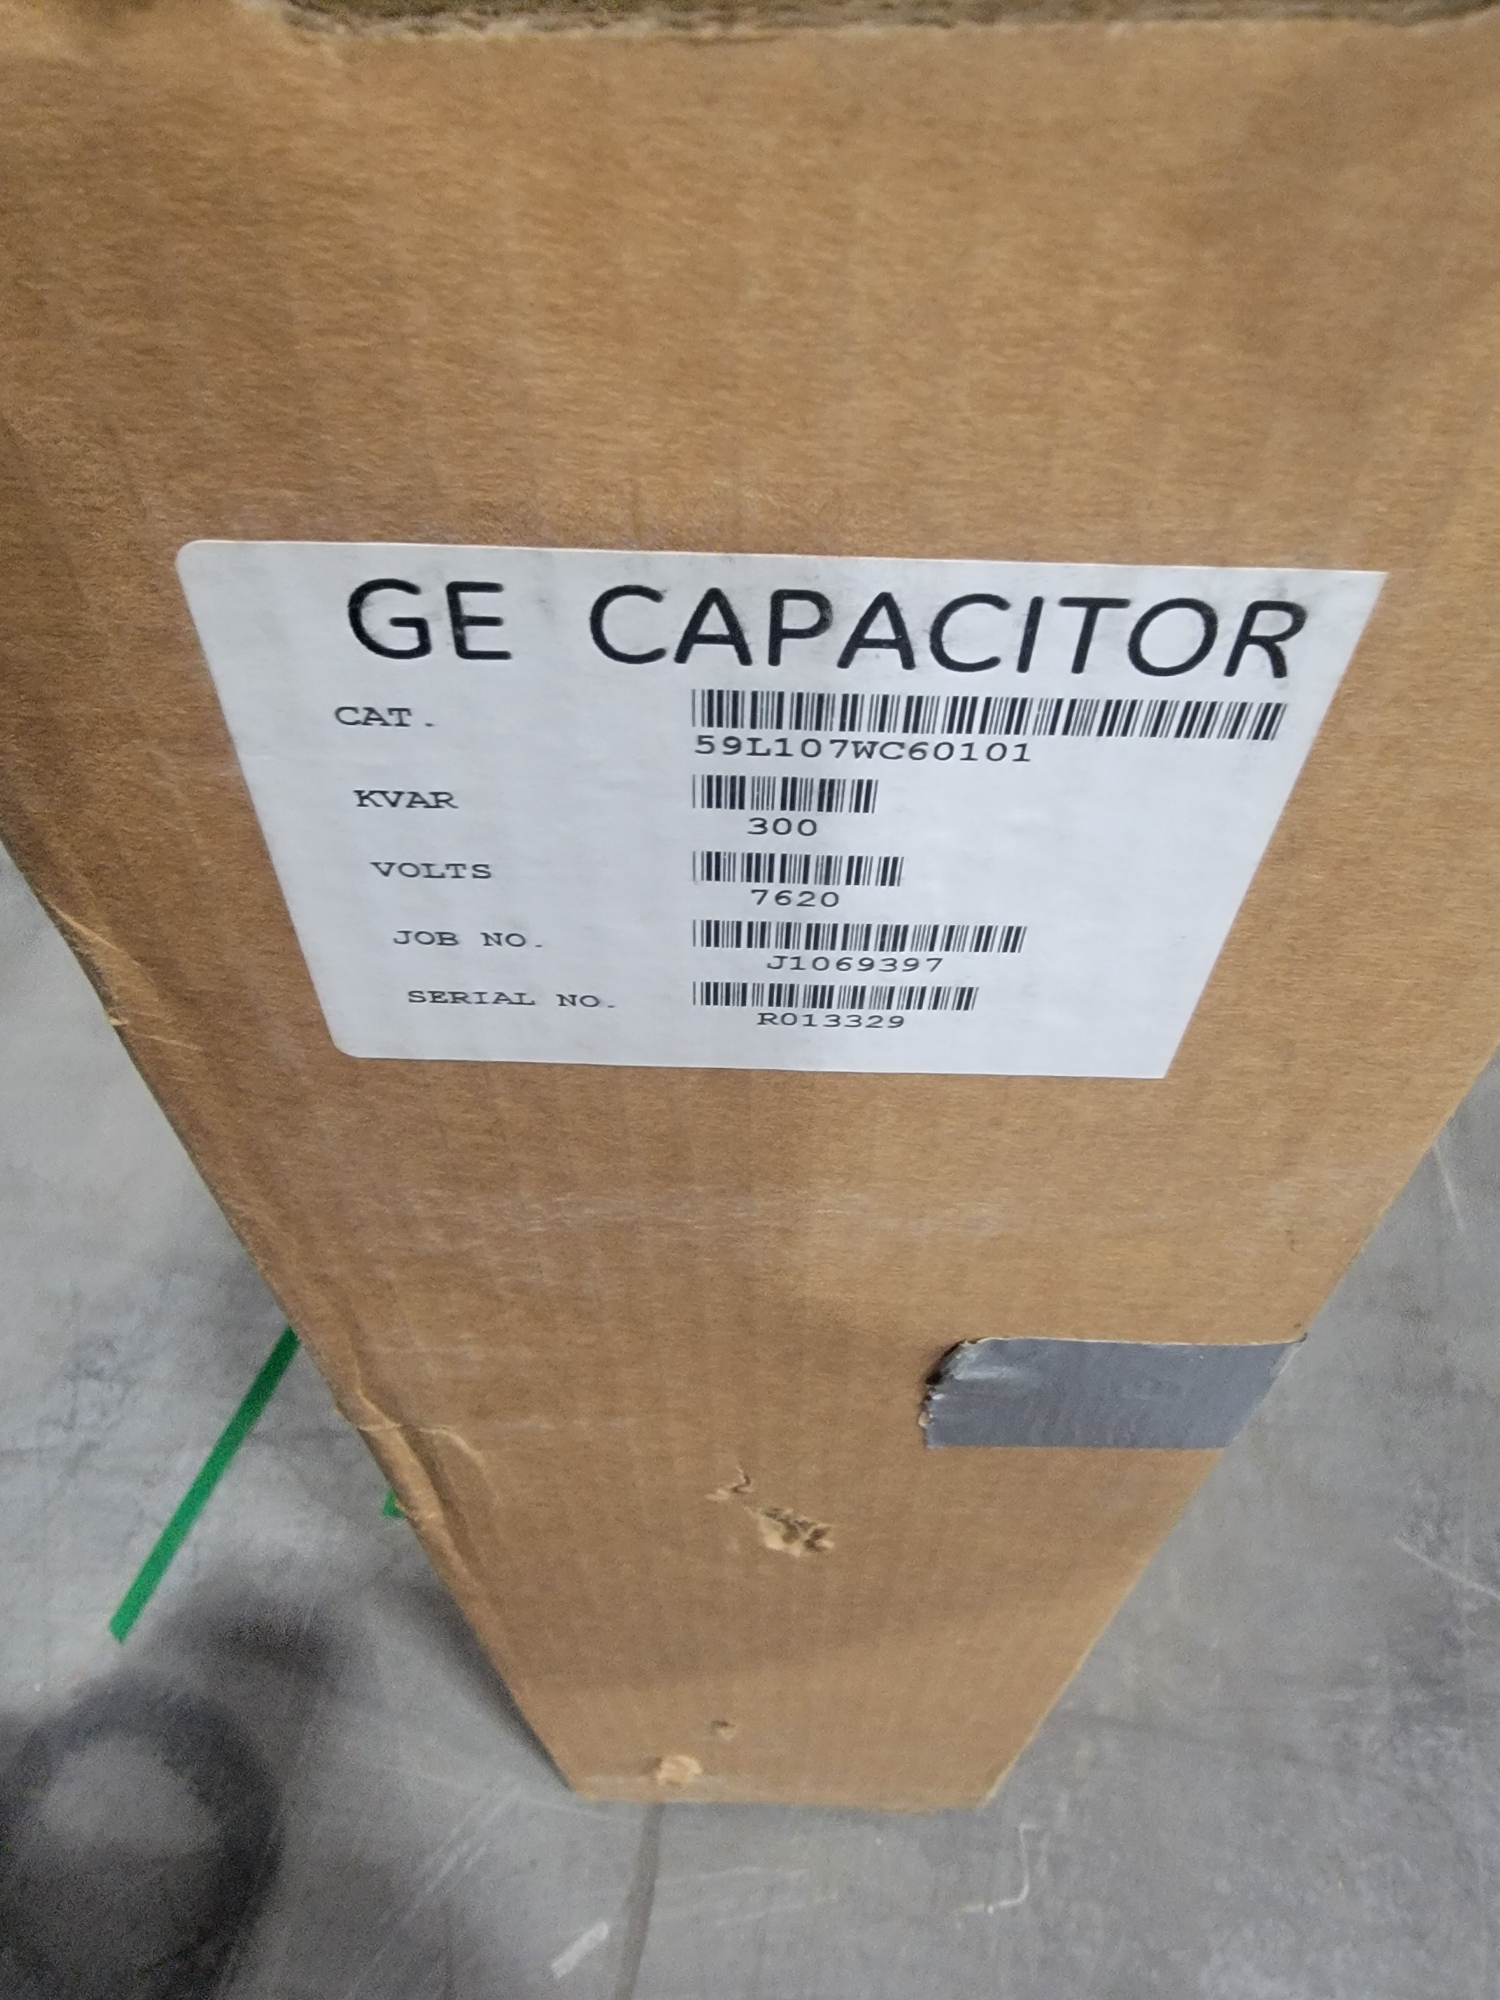 GE CAPACITOR
CAT.
59L107WC60101
KVAR
300
VOLTS
7620
JOB NO.
J1069397
SERIAL NO.
R013329